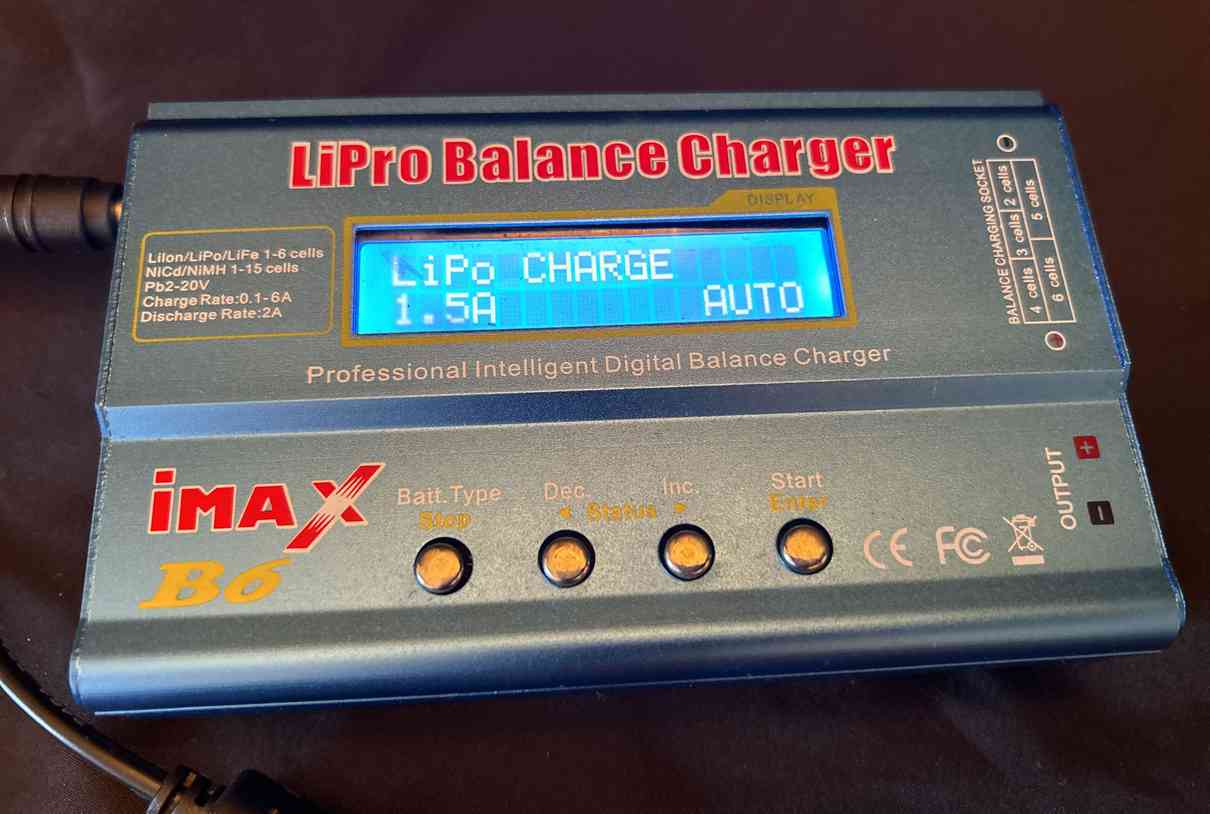 LiPro Balance Charger
DISPLAY
LiPo CHARGE
1.5A AUTO
LiIon/LiPo/LiFe 1-6 cells
NiCd/NiMH 1-15 cells
Pb2-20V
Charge Rate:0.1-6A
Discharge Rate:2A
Professional Intelligent Digital Balance Charger
BALANCE CHARGING SOCKET
4 cells 3 cells 2 cells
6 cells 5 cells
iMAX
B6
Batt.Type
Stop
Dec. Inc.
◄ Status ►
Start
Enter
CE FC
OUTPUT
+
−